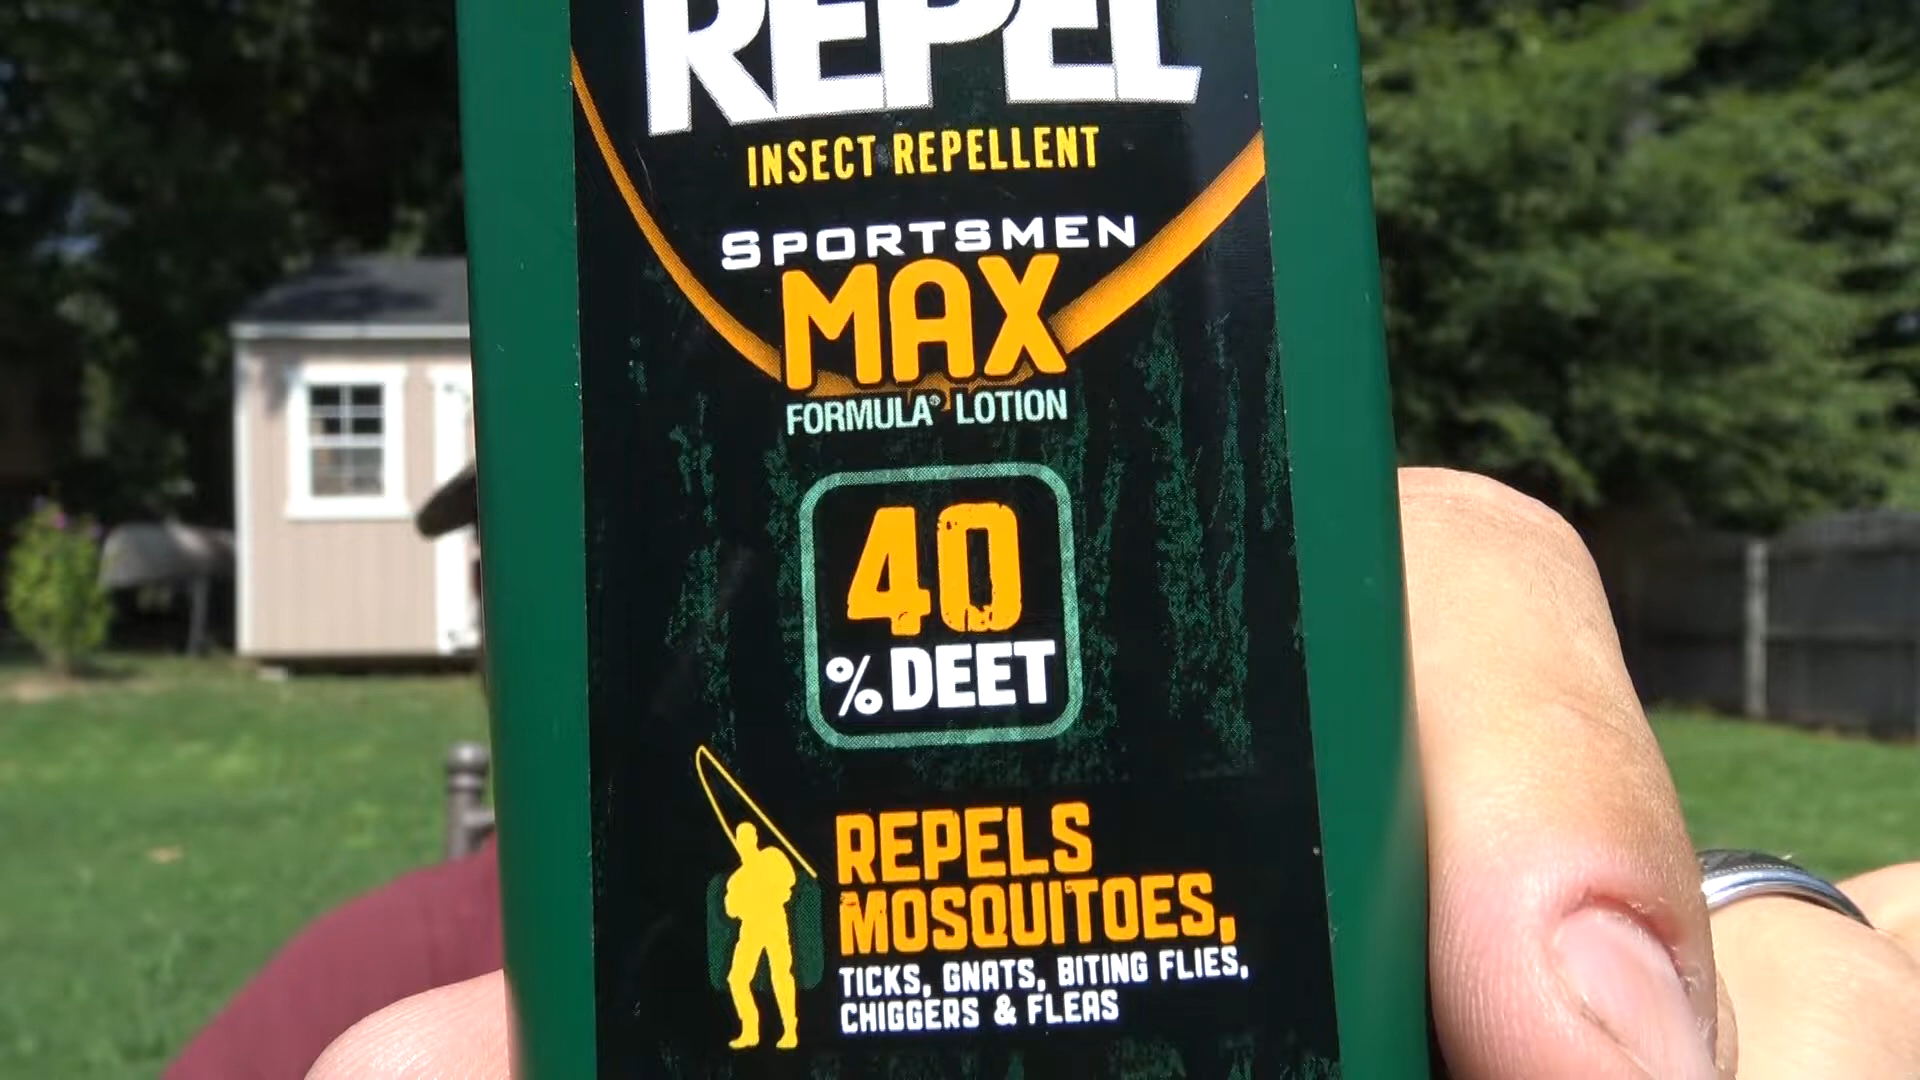 REPEL
INSECT REPELLENT
SPORTSMEN
MAX
FORMULA® LOTION
40
% DEET
REPELS
MOSQUITOES,
TICKS, GNATS, BITING FLIES,
CHIGGERS & FLEAS